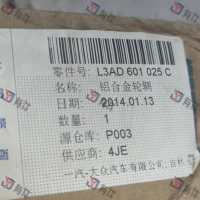 零件号: L3AD 601 025 C
名称: 铝合金轮辋
日期: 2014.01.13
数量: 1
源仓库: P003
供应商: 4JE
一汽-大众汽车有限公司